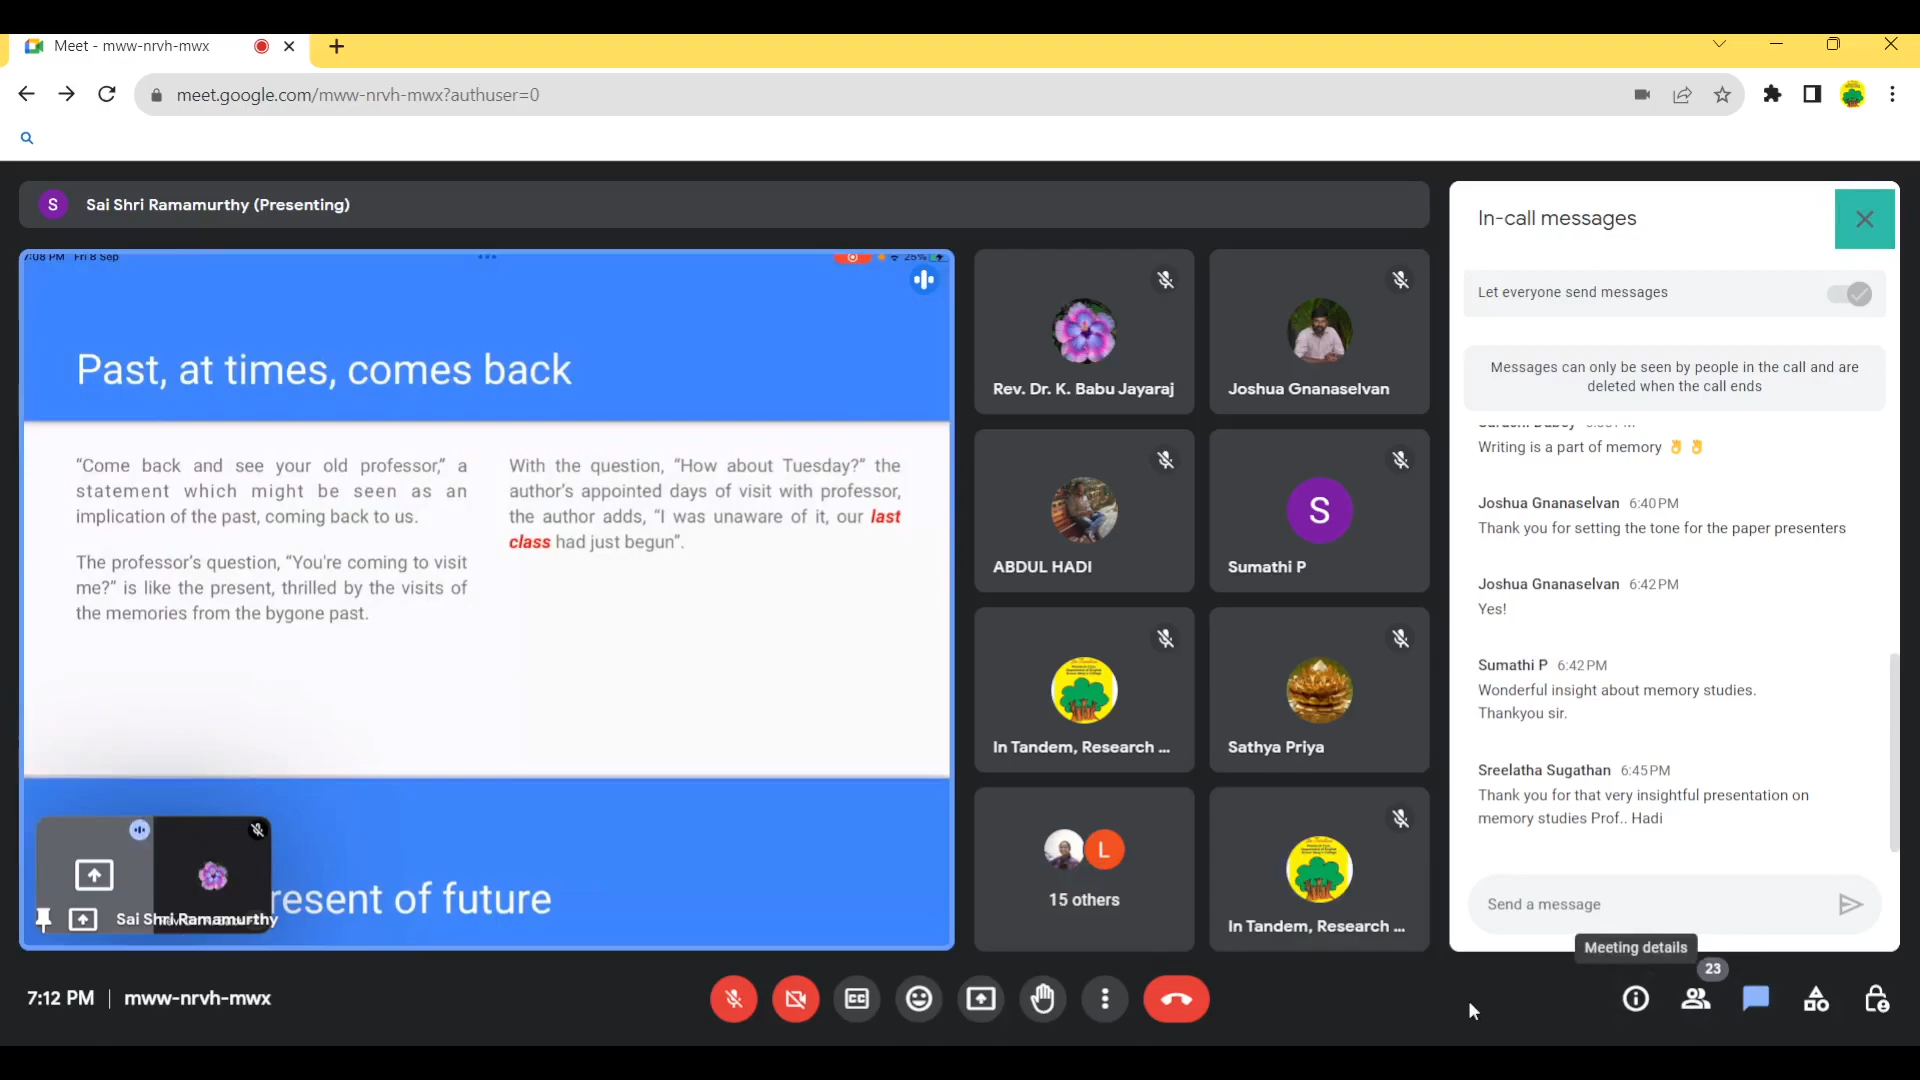 Meet - mww-nrvh-mwx
meet.google.com/mww-nrvh-mwx?authuser=0
S
Sai Shri Ramamurthy (Presenting)
7:08 PM Fri 8 Sep
25%
Past, at times, comes back
“Come back and see your old professor,” a
statement which might be seen as an
implication of the past, coming back to us.
The professor’s question, “You're coming to visit
me?” is like the present, thrilled by the visits of
the memories from the bygone past.
With the question, “How about Tuesday?” the
author’s appointed days of visit with professor,
the author adds, “I was unaware of it, our last
class had just begun”.
resent of future
Sai Shri Ramamurthy
Rev. Dr. K. Babu Jayaraj
Joshua Gnanaselvan
ABDUL HADI
S
Sumathi P
In Tandem, Research ...
Sathya Priya
L
15 others
In Tandem, Research ...
In-call messages
Let everyone send messages
Messages can only be seen by people in the call and are
deleted when the call ends
Writing is a part of memory 👌 👌
Joshua Gnanaselvan 6:40 PM
Thank you for setting the tone for the paper presenters
Joshua Gnanaselvan 6:42 PM
Yes!
Sumathi P 6:42 PM
Wonderful insight about memory studies.
Thankyou sir.
Sreelatha Sugathan 6:45 PM
Thank you for that very insightful presentation on
memory studies Prof.. Hadi
Send a message
Meeting details
23
7:12 PM | mww-nrvh-mwx